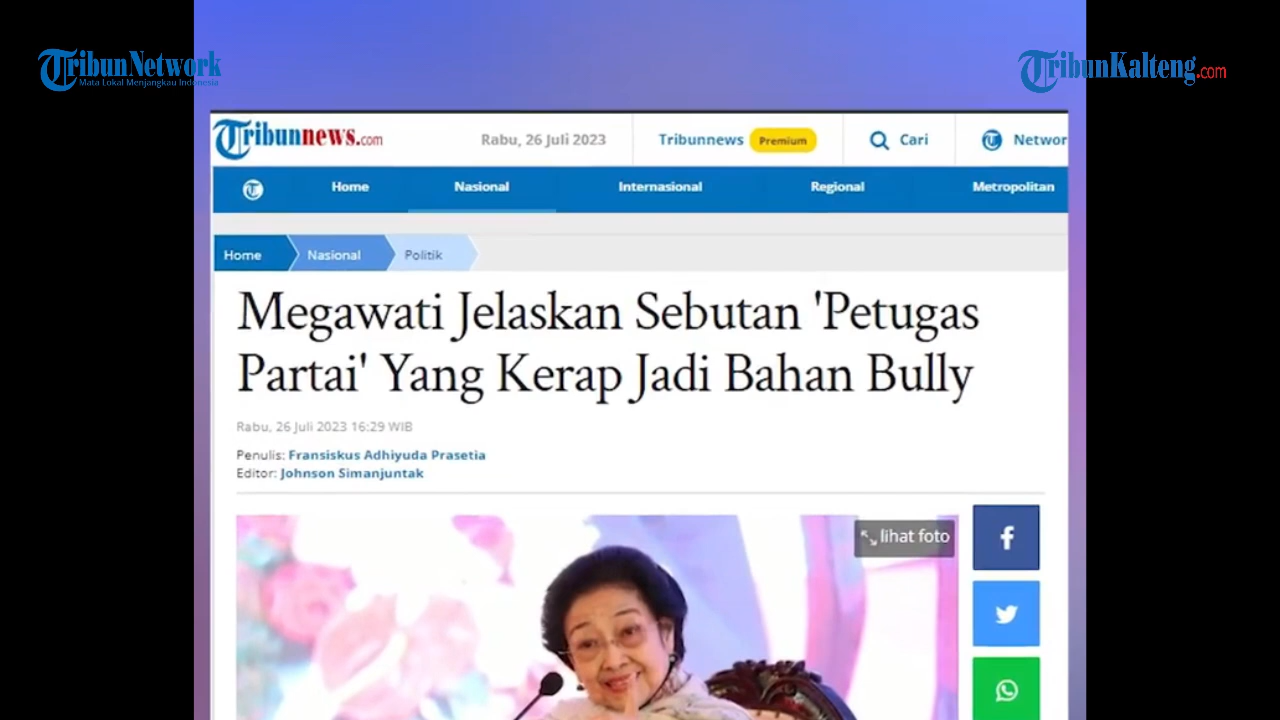 TribunNetwork
Mata Lokal Menjangkau Indonesia
TribunKalteng.com
Tribunnews.com
Rabu, 26 Juli 2023
Tribunnews Premium
Cari
Networ
Home
Nasional
Internasional
Regional
Metropolitan
Home
Nasional
Politik
Megawati Jelaskan Sebutan 'Petugas
Partai' Yang Kerap Jadi Bahan Bully
Rabu, 26 Juli 2023 16:29 WIB
Penulis: Fransiskus Adhiyuda Prasetia
Editor: Johnson Simanjuntak
lihat foto